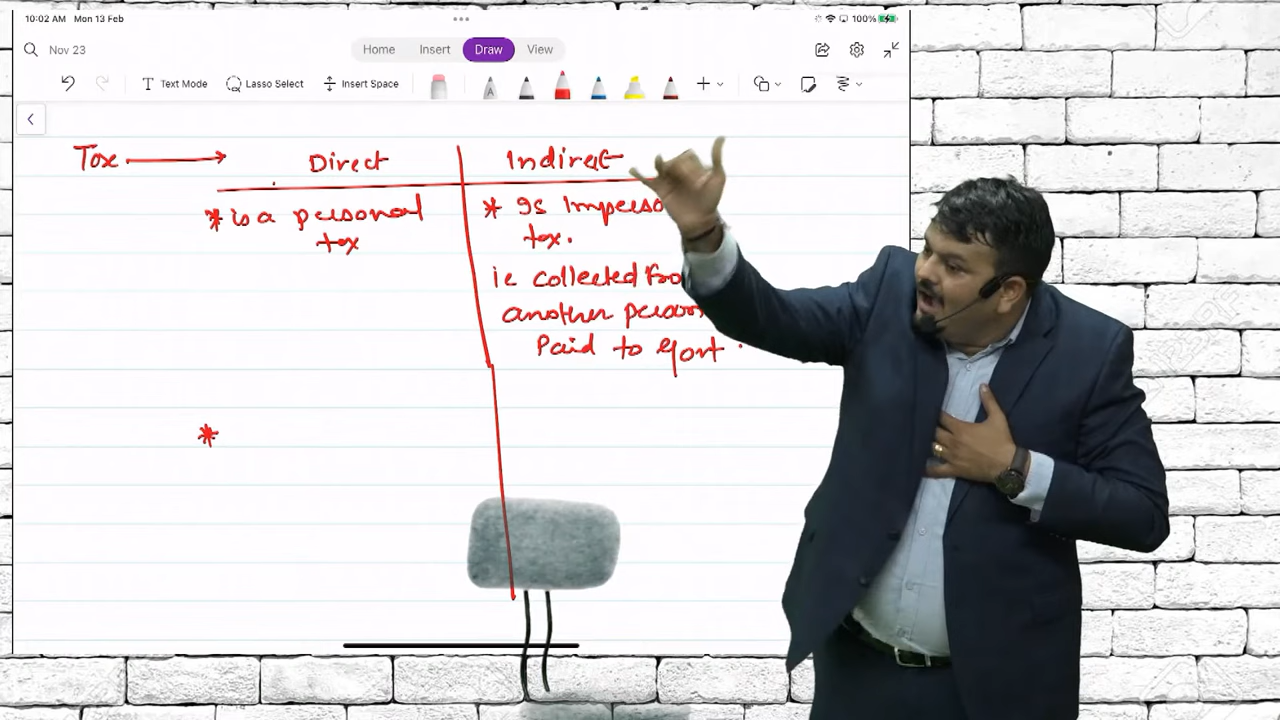 10:02 AM Mon 13 Feb
100%
Nov 23
Home Insert Draw View
Text Mode Lasso Select Insert Space
Tax → Direct Indirect
* is a personal * Is Imperso
tax tax.
ie collected fro
another person
Paid to Govt.
*